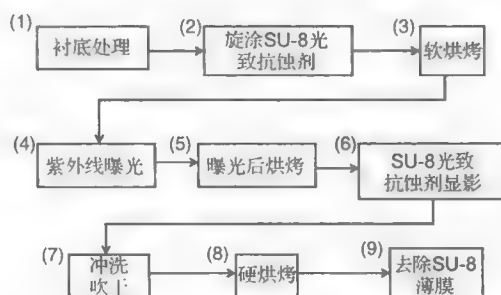 (1)
衬底处理
(2)
旋涂SU-8光
致抗蚀剂
(3)
软烘烤
(4)
紫外线曝光
(5)
曝光后烘烤
(6)
SU-8光致
抗蚀剂显影
(7)
冲洗
吹干
(8)
硬烘烤
(9)
去除SU-8
薄膜